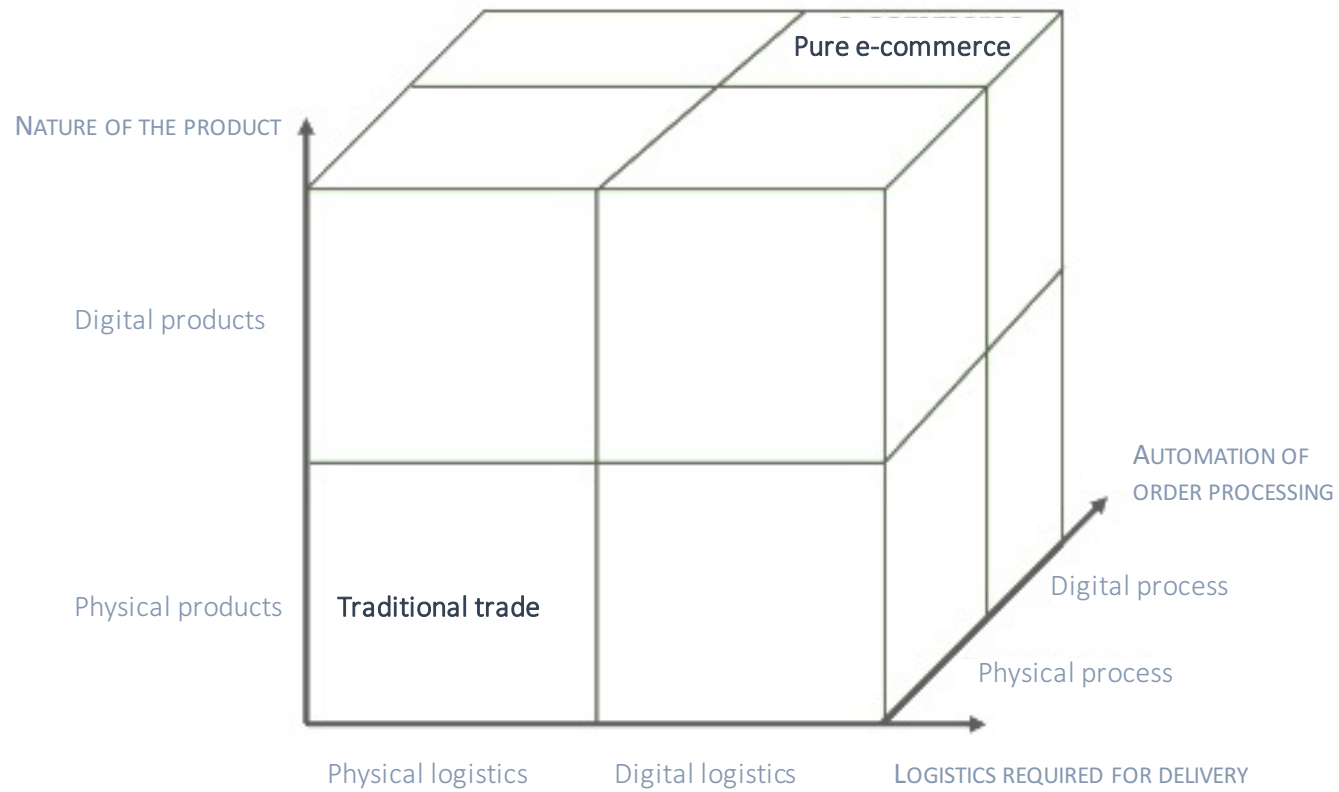 Pure e-commerce
NATURE OF THE PRODUCT
Digital products
AUTOMATION OF
ORDER PROCESSING
Digital process
Physical products
Traditional trade
Physical process
Physical logistics
Digital logistics
LOGISTICS REQUIRED FOR DELIVERY